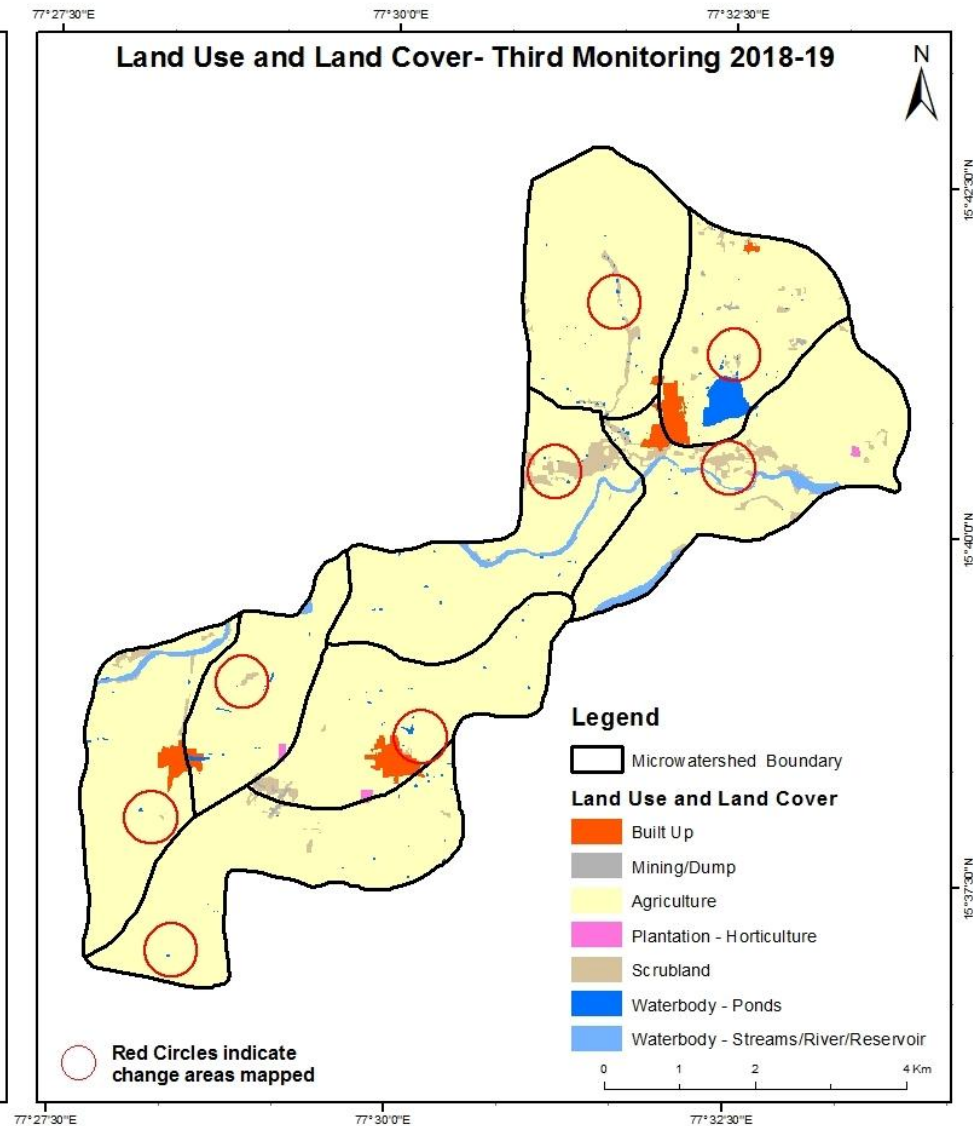 77°27'30"E 77°30'0"E 77°32'30"E
Land Use and Land Cover- Third Monitoring 2018-19
N
15°42'30"N
15°40'0"N
Legend
Microwatershed Boundary
Land Use and Land Cover
Built Up
Mining/Dump
Agriculture
15°37'30"N
Plantation - Horticulture
Scrubland
Waterbody - Ponds
Waterbody - Streams/River/Reservoir
Red Circles indicate
change areas mapped
0 1 2 4 Km
77°27'30"E 77°30'0"E 77°32'30"E